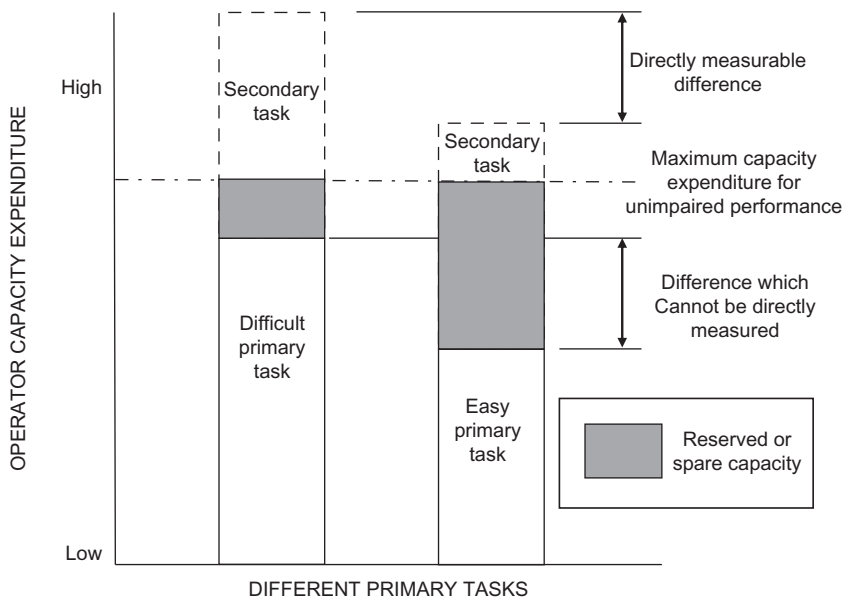 OPERATOR CAPACITY EXPENDITURE
High
Low
Secondary
task
Difficult
primary
task
Secondary
task
Easy
primary
task
Directly measurable
difference
Maximum capacity
expenditure for
unimpaired performance
Difference which
Cannot be directly
measured
Reserved or
spare capacity
DIFFERENT PRIMARY TASKS